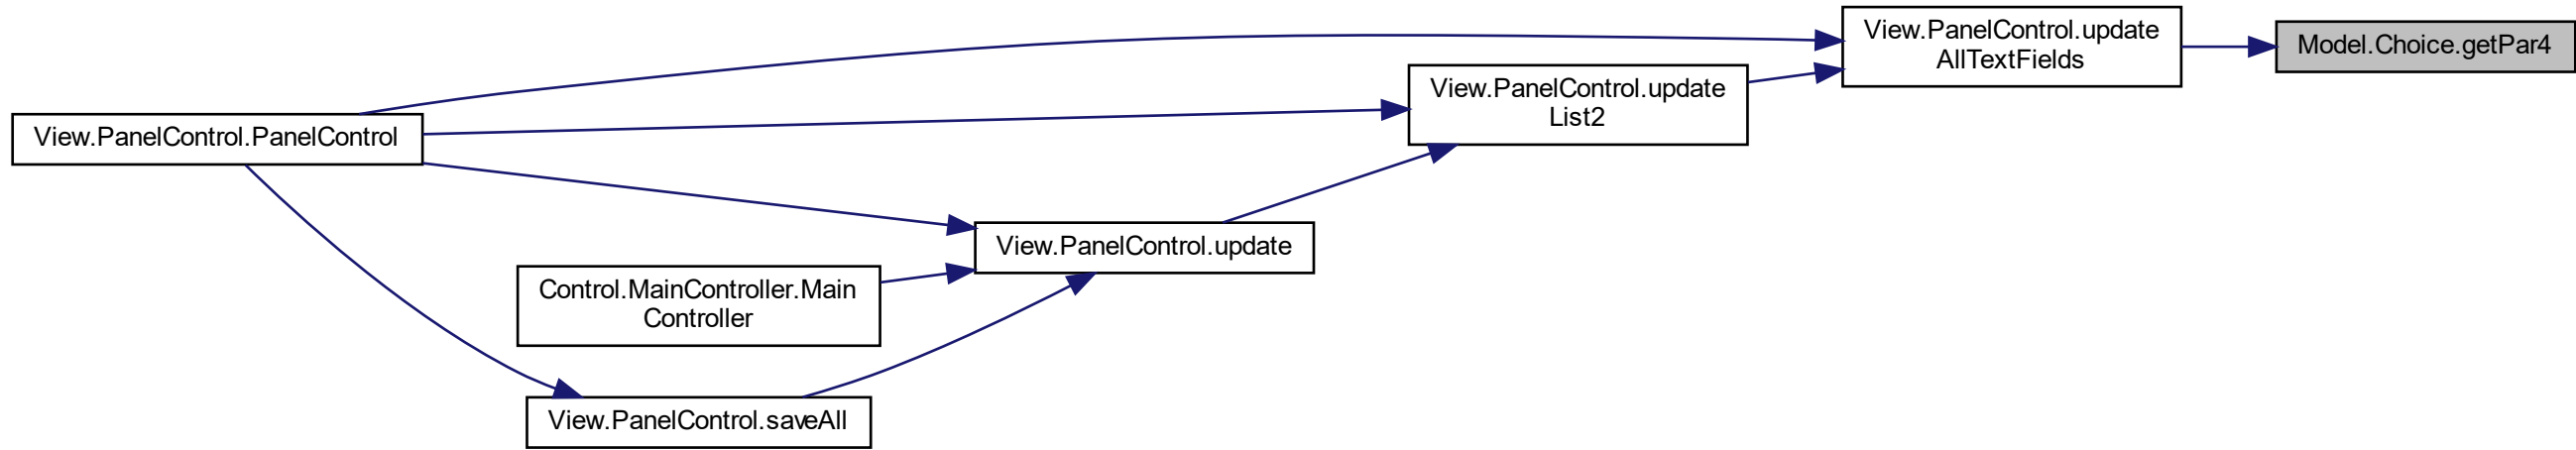 View.PanelControl.update
AllTextFields
Model.Choice.getPar4
View.PanelControl.update
List2
View.PanelControl.PanelControl
View.PanelControl.update
Control.MainController.Main
Controller
View.PanelControl.saveAll